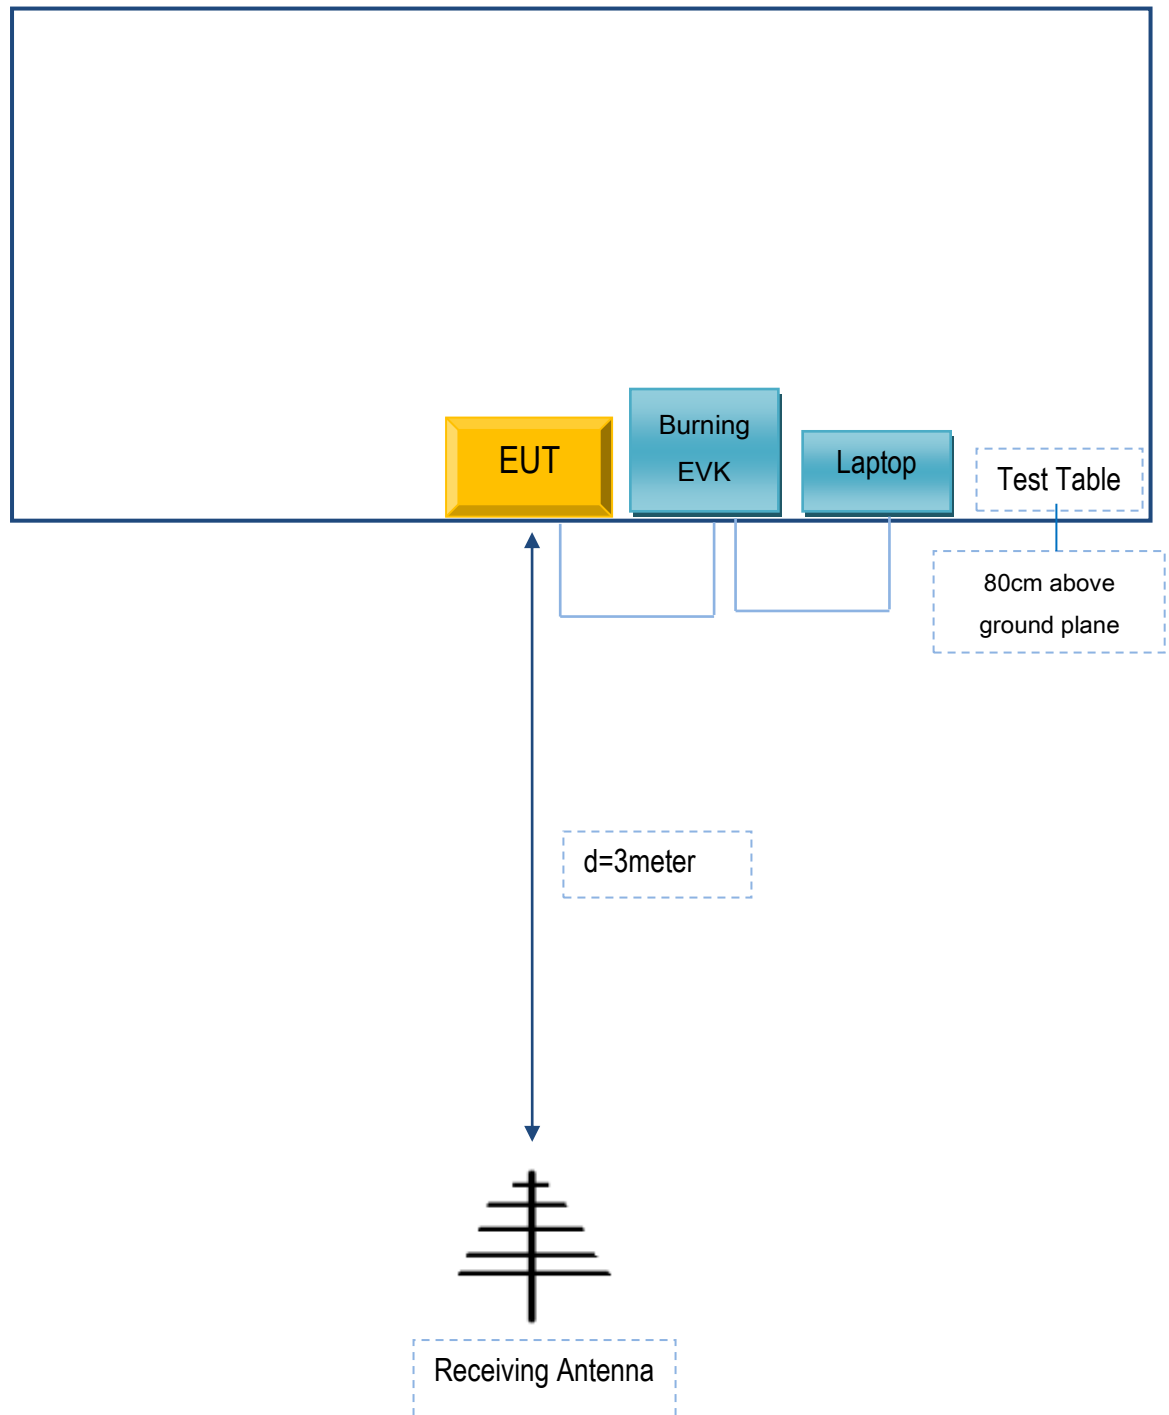 EUT
Burning
EVK
Laptop
Test Table
80cm above
ground plane
d=3meter
Receiving Antenna